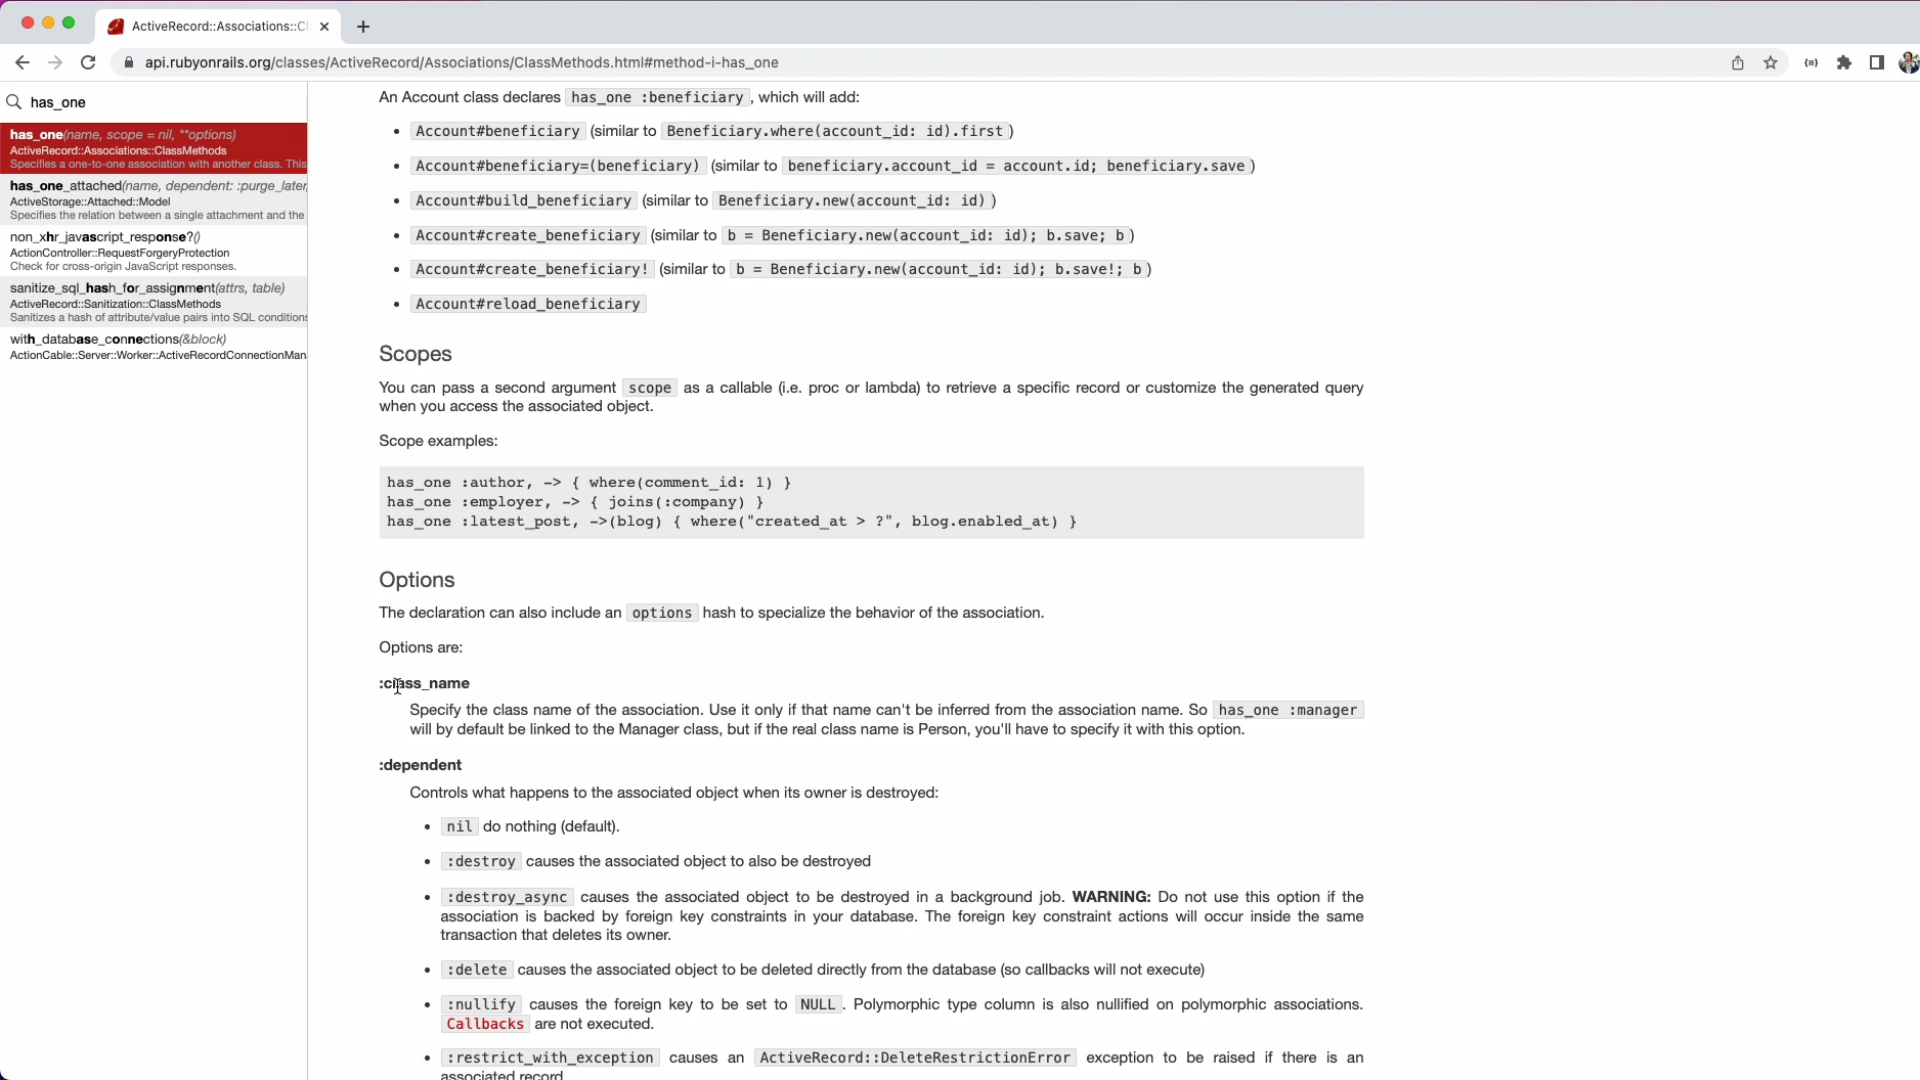 ActiveRecord::Associations::Cl
api.rubyonrails.org/classes/ActiveRecord/Associations/ClassMethods.html#method-i-has_one
has_one
has_one(name, scope = nil, **options)
ActiveRecord::Associations::ClassMethods
Specifies a one-to-one association with another class. This
has_one_attached(name, dependent: :purge_later,
ActiveStorage::Attached::Model
Specifies the relation between a single attachment and the
non_xhr_javascript_response?()
ActionController::RequestForgeryProtection
Check for cross-origin JavaScript responses.
sanitize_sql_hash_for_assignment(attrs, table)
ActiveRecord::Sanitization::ClassMethods
Sanitizes a hash of attribute/value pairs into SQL conditions
with_database_connections(&block)
ActionCable::Server::Worker::ActiveRecordConnectionMan
An Account class declares has_one :beneficiary, which will add:
• Account#beneficiary (similar to Beneficiary.where(account_id: id).first)
• Account#beneficiary=(beneficiary) (similar to beneficiary.account_id = account.id; beneficiary.save)
• Account#build_beneficiary (similar to Beneficiary.new(account_id: id))
• Account#create_beneficiary (similar to b = Beneficiary.new(account_id: id); b.save; b)
• Account#create_beneficiary! (similar to b = Beneficiary.new(account_id: id); b.save!; b)
• Account#reload_beneficiary
Scopes
You can pass a second argument scope as a callable (i.e. proc or lambda) to retrieve a specific record or customize the generated query
when you access the associated object.
Scope examples:
has_one :author, -> { where(comment_id: 1) }
has_one :employer, -> { joins(:company) }
has_one :latest_post, ->(blog) { where("created_at > ?", blog.enabled_at) }
Options
The declaration can also include an options hash to specialize the behavior of the association.
Options are:
:class_name
Specify the class name of the association. Use it only if that name can't be inferred from the association name. So has_one :manager
will by default be linked to the Manager class, but if the real class name is Person, you'll have to specify it with this option.
:dependent
Controls what happens to the associated object when its owner is destroyed:
• nil do nothing (default).
• :destroy causes the associated object to also be destroyed
• :destroy_async causes the associated object to be destroyed in a background job. WARNING: Do not use this option if the
association is backed by foreign key constraints in your database. The foreign key constraint actions will occur inside the same
transaction that deletes its owner.
• :delete causes the associated object to be deleted directly from the database (so callbacks will not execute)
• :nullify causes the foreign key to be set to NULL. Polymorphic type column is also nullified on polymorphic associations.
Callbacks are not executed.
• :restrict_with_exception causes an ActiveRecord::DeleteRestrictionError exception to be raised if there is an
associated record